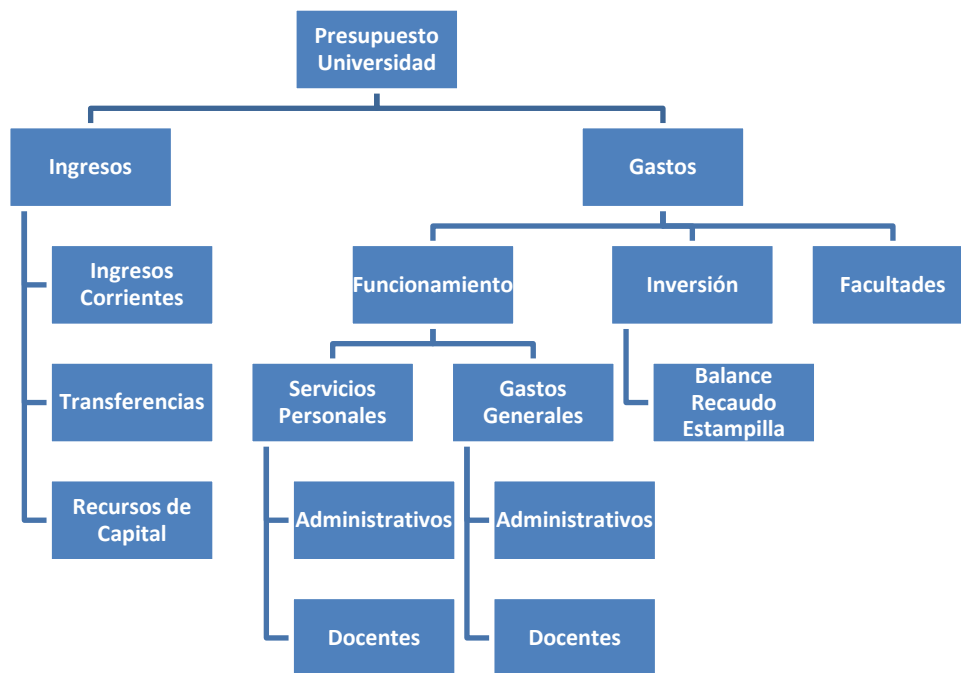 Presupuesto
Universidad
Ingresos
Gastos
Ingresos
Corrientes
Funcionamiento
Inversión
Facultades
Transferencias
Servicios
Personales
Gastos
Generales
Balance
Recaudo
Estampilla
Recursos de
Capital
Administrativos
Administrativos
Docentes
Docentes